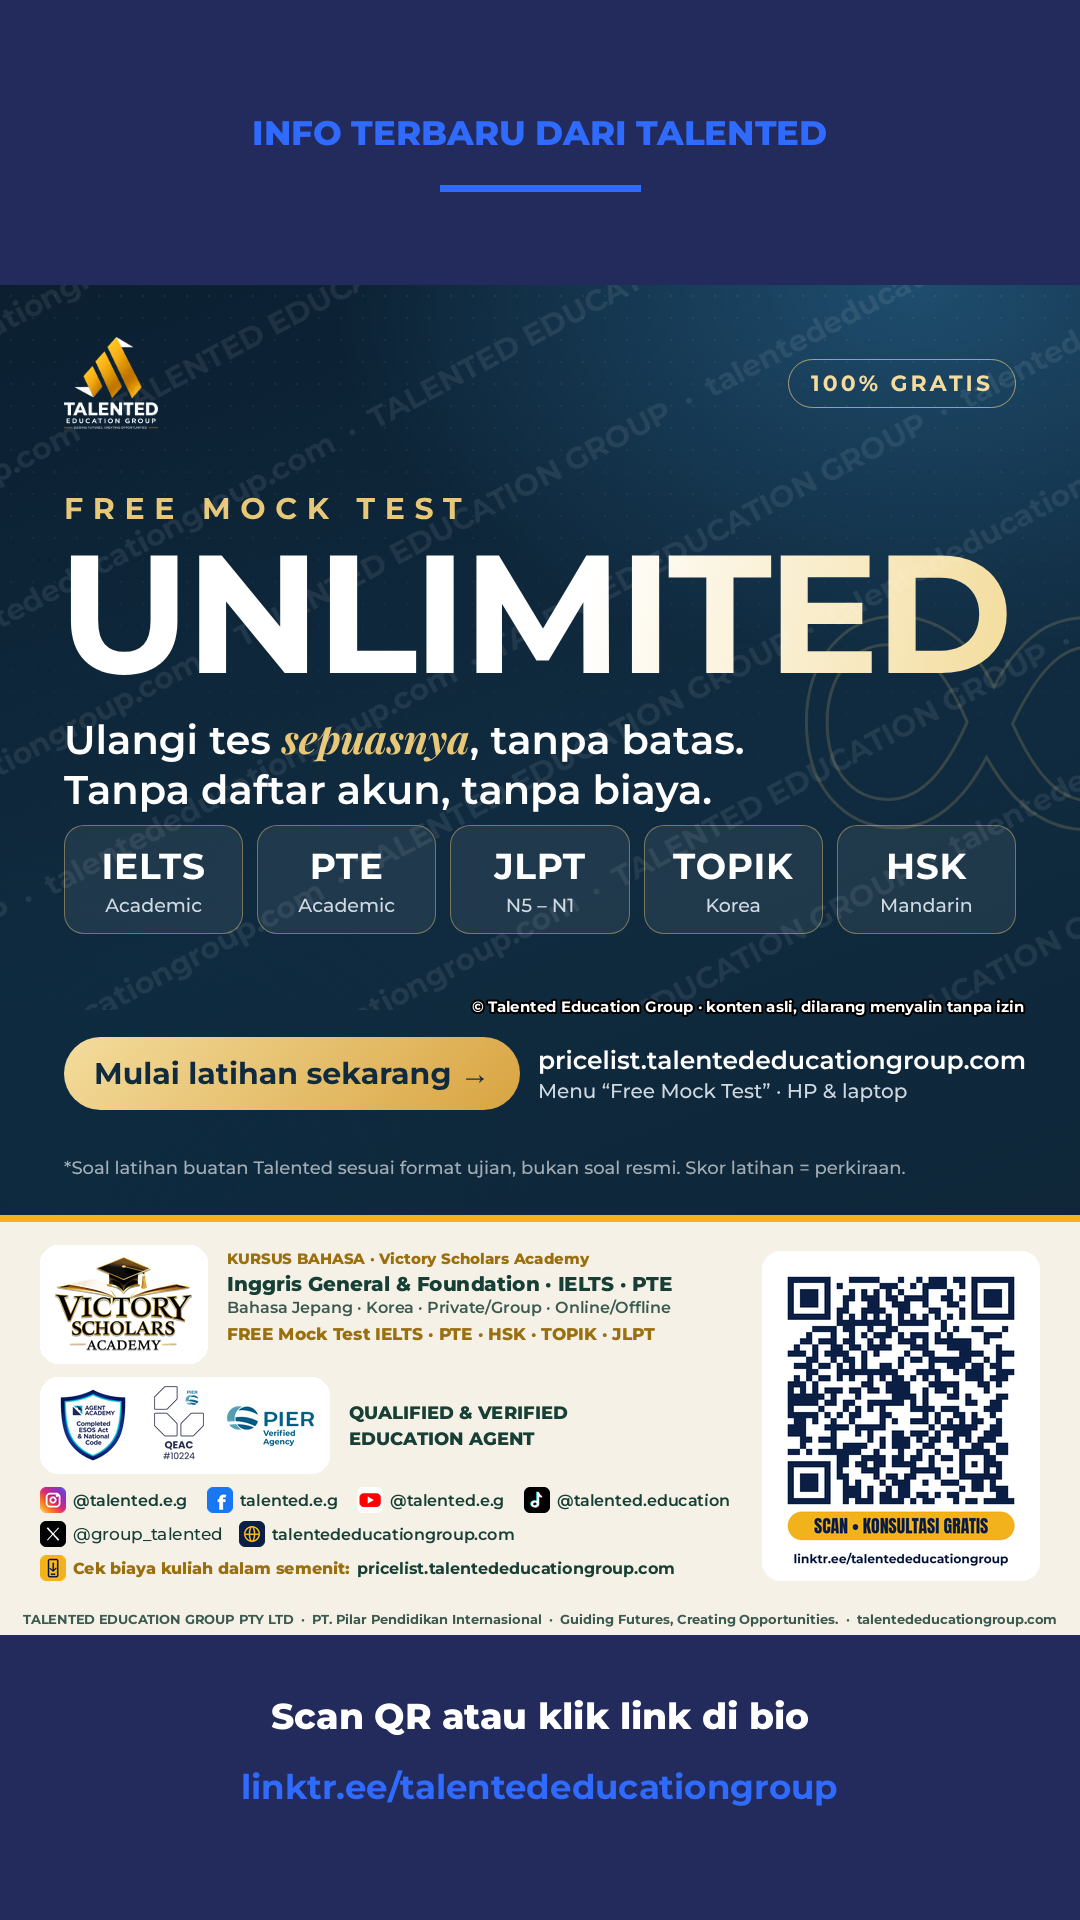 INFO TERBARU DARI TALENTED
TALENTED
EDUCATION GROUP
100% GRATIS
FREE MOCK TEST
UNLIMITED
Ulangi tes sepuasnya, tanpa batas.
Tanpa daftar akun, tanpa biaya.
IELTS
Academic
PTE
Academic
JLPT
N5 – N1
TOPIK
Korea
HSK
Mandarin
© Talented Education Group · konten asli, dilarang menyalin tanpa izin
Mulai latihan sekarang →
pricelist.talentededucationgroup.com
Menu “Free Mock Test” · HP & laptop
*Soal latihan buatan Talented sesuai format ujian, bukan soal resmi. Skor latihan = perkiraan.
VICTORY
SCHOLARS
ACADEMY
KURSUS BAHASA · Victory Scholars Academy
Inggris General & Foundation · IELTS · PTE
Bahasa Jepang · Korea · Private/Group · Online/Offline
FREE Mock Test IELTS · PTE · HSK · TOPIK · JLPT
AGENT
ACADEMY
Completed
ESOS Act
& National
Code
PIER
QEAC
#10224
PIER
Verified
Agency
QUALIFIED & VERIFIED
EDUCATION AGENT
@talented.e.g talented.e.g @talented.e.g @talented.education
@group_talented talentededucationgroup.com
Cek biaya kuliah dalam semenit: pricelist.talentededucationgroup.com
SCAN • KONSULTASI GRATIS
linktr.ee/talentededucationgroup
TALENTED EDUCATION GROUP PTY LTD · PT. Pilar Pendidikan Internasional · Guiding Futures, Creating Opportunities. · talentededucationgroup.com
Scan QR atau klik link di bio
linktr.ee/talentededucationgroup